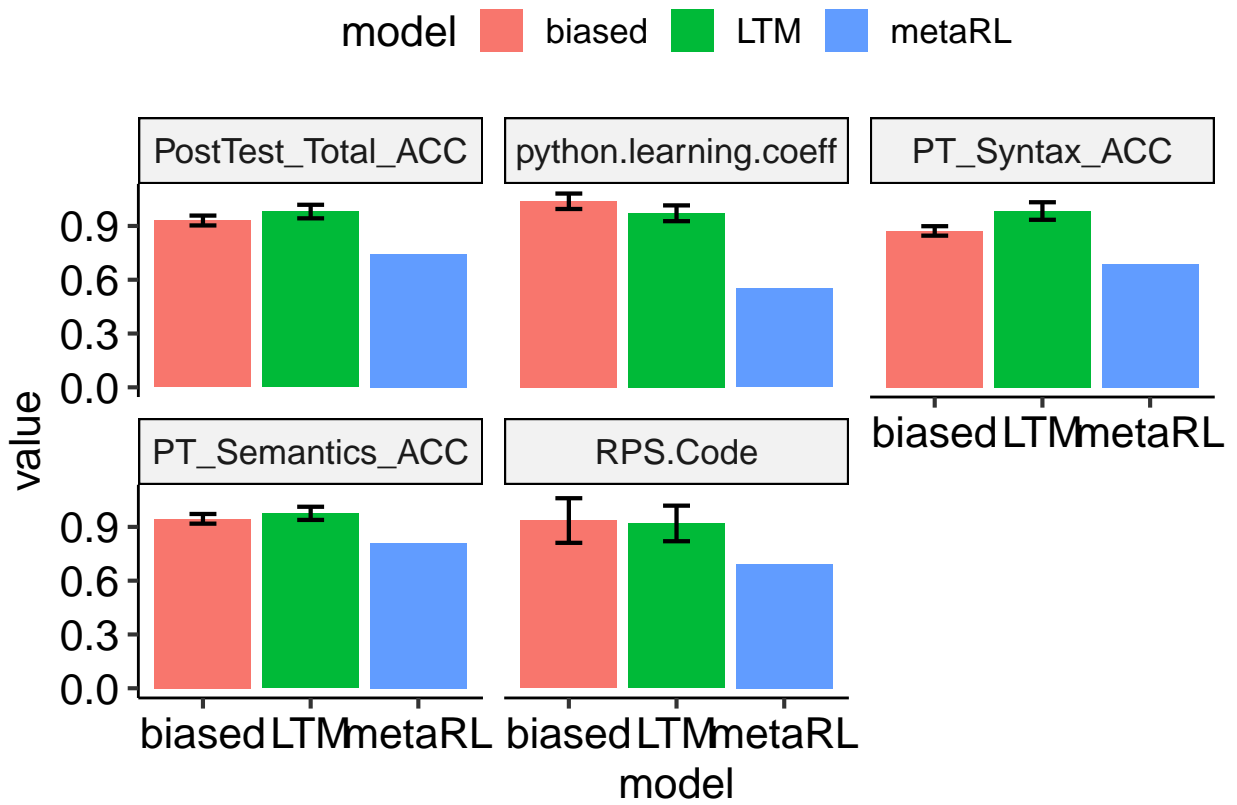 model biased LTM metaRL
PostTest_Total_ACC python.learning.coeff PT_Syntax_ACC
0.9
0.6
0.3
0.0
biased LTM metaRL
PT_Semantics_ACC RPS.Code
0.9
0.6
0.3
0.0
biased LTM metaRL biased LTM metaRL
value
model